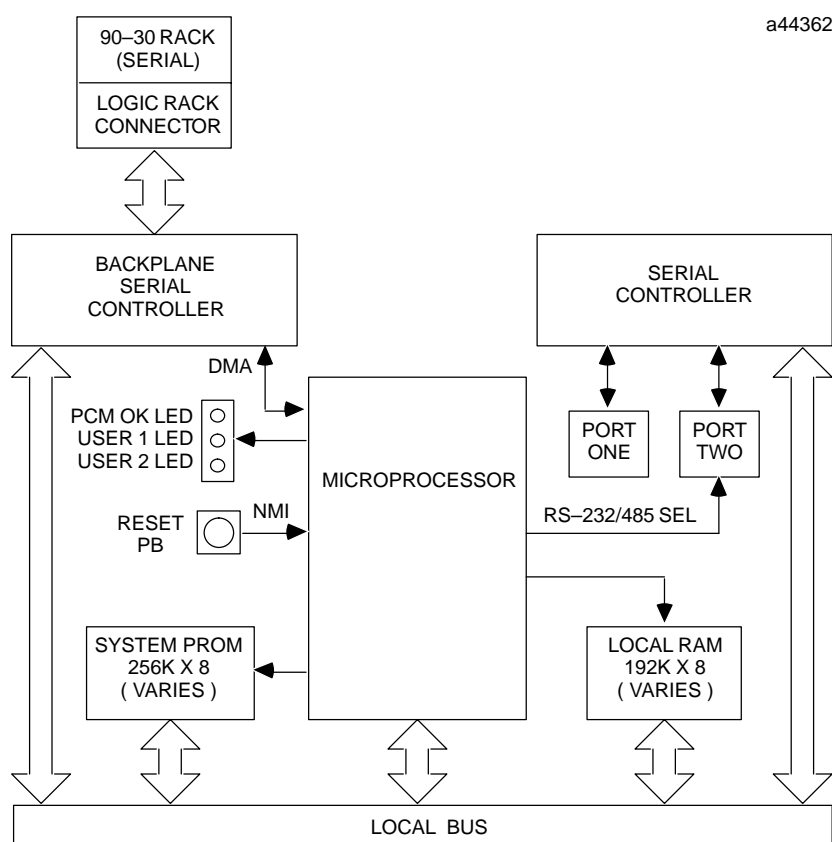 a44362
90–30 RACK
(SERIAL)
LOGIC RACK
CONNECTOR
BACKPLANE
SERIAL
CONTROLLER
SERIAL
CONTROLLER
DMA
PCM OK LED
USER 1 LED
USER 2 LED
PORT
ONE
PORT
TWO
MICROPROCESSOR
RESET
PB
NMI
RS–232/485 SEL
SYSTEM PROM
256K X 8
( VARIES )
LOCAL RAM
192K X 8
( VARIES )
LOCAL BUS